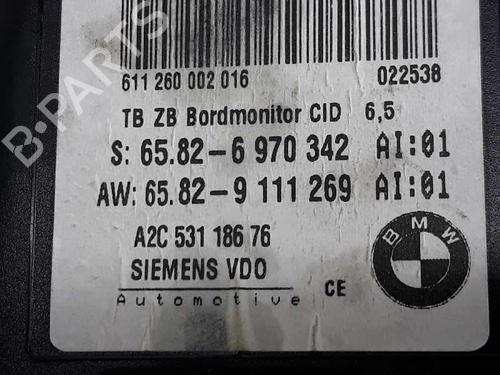 611 260 002 016 022538
TB ZB Bordmonitor CID 6,5
S: 65.82- 6 970 342 AI:01
AW: 65.82- 9 111 269 AI:01
A2C 531 186 76
SIEMENS VDO
Automotive CE
BMW
B-PARTS